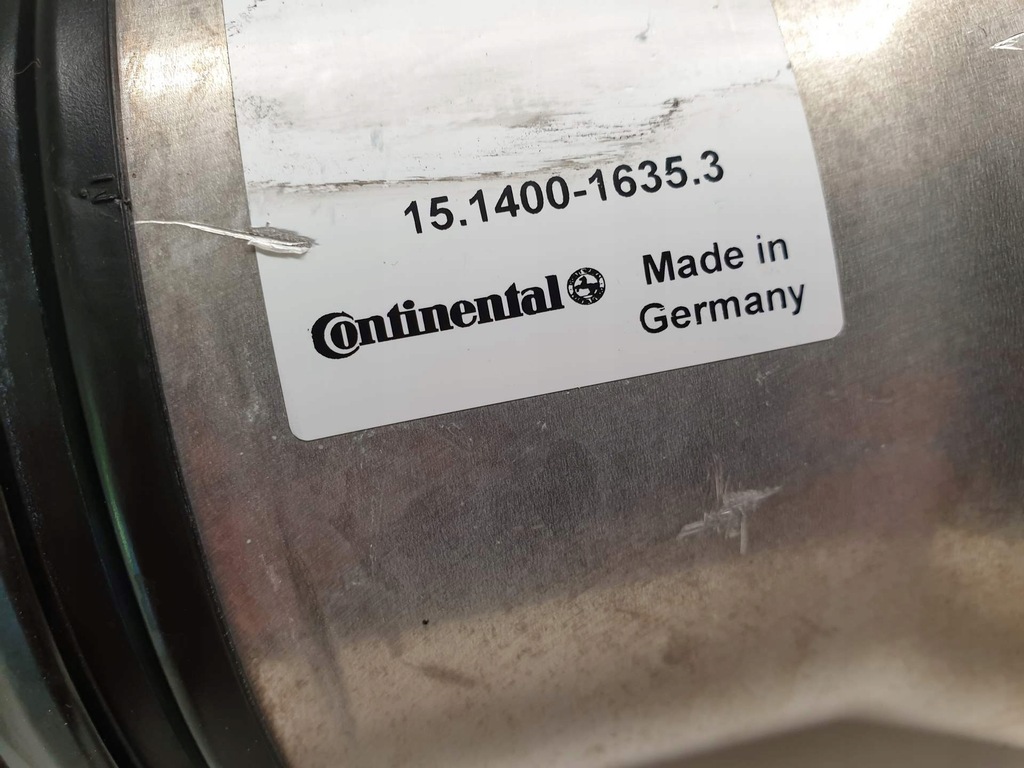 15.1400-1635.3
Continental
Made in
Germany